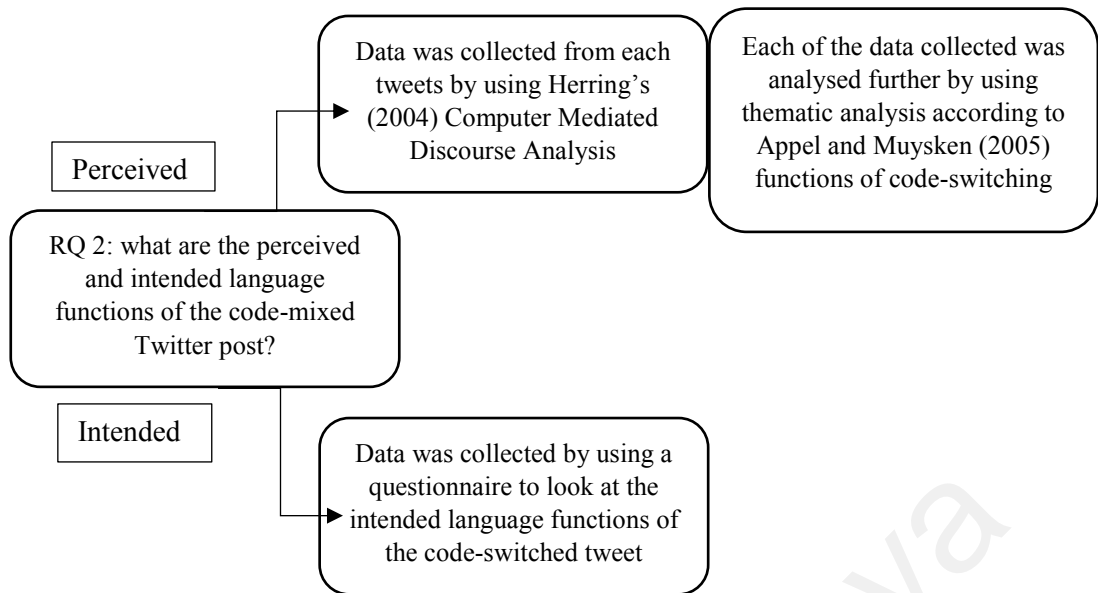 Data was collected from each
tweets by using Herring's
(2004) Computer Mediated
Discourse Analysis
Each of the data collected was
analysed further by using
thematic analysis according to
Appel and Muysken (2005)
functions of code-switching
Perceived
RQ 2: what are the perceived
and intended language
functions of the code-mixed
Twitter post?
Intended
Data was collected by using a
questionnaire to look at the
intended language functions of
the code-switched tweet
ya